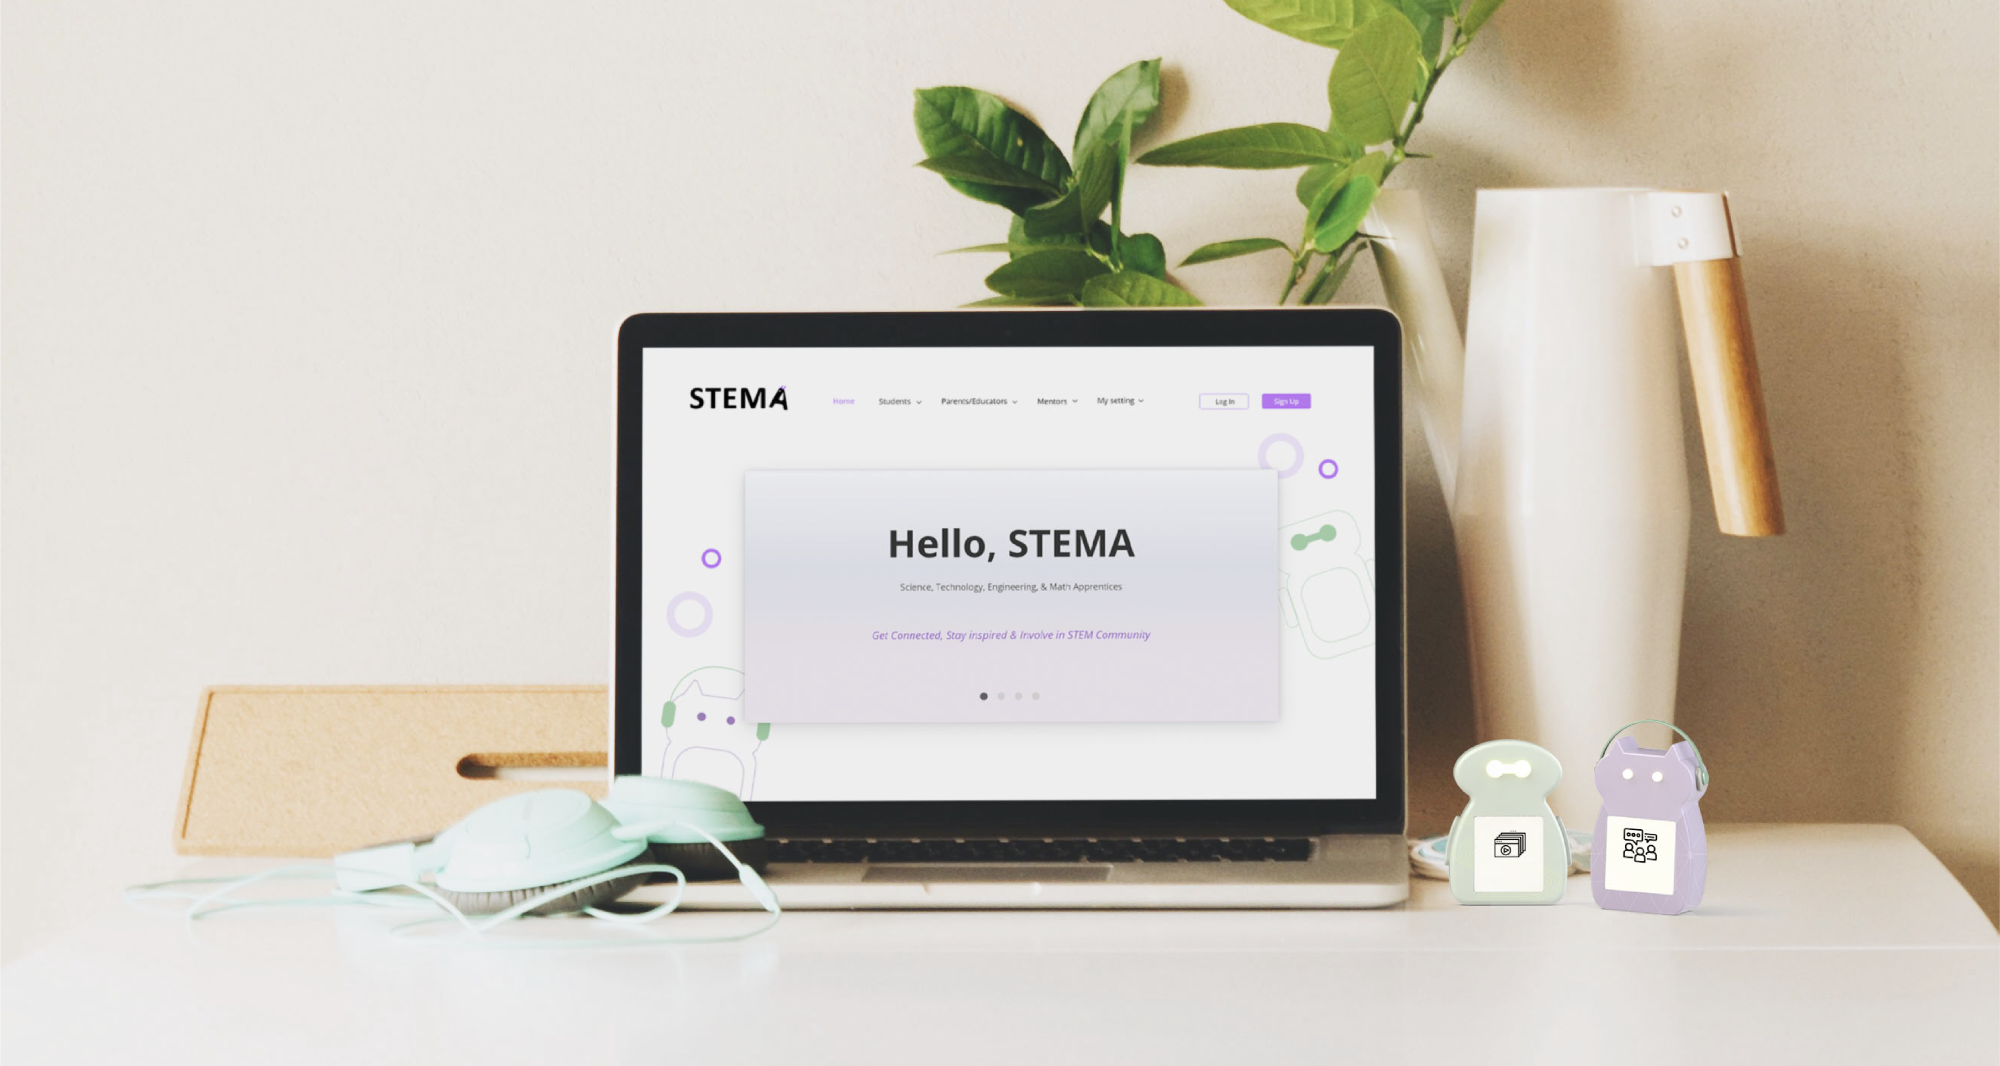 STEMA
Home Students Parents/Educators Mentors My setting Log In Sign Up
Hello, STEMA
Science, Technology, Engineering, & Math Apprentices
Get Connected, Stay inspired & Involve in STEM Community